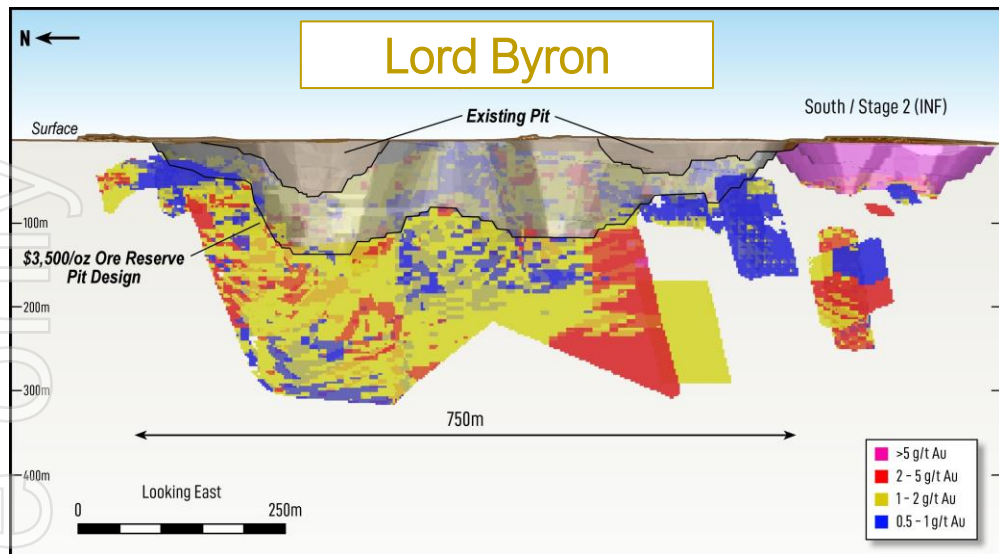 Lord Byron
N
Existing Pit
South / Stage 2 (INF)
Surface
100m
$3,500/oz Ore Reserve
Pit Design
200m
300m
750m
400m
Looking East
0
250m
>5 g/t Au
2 - 5 g/t Au
1 - 2 g/t Au
0.5 - 1 g/t Au